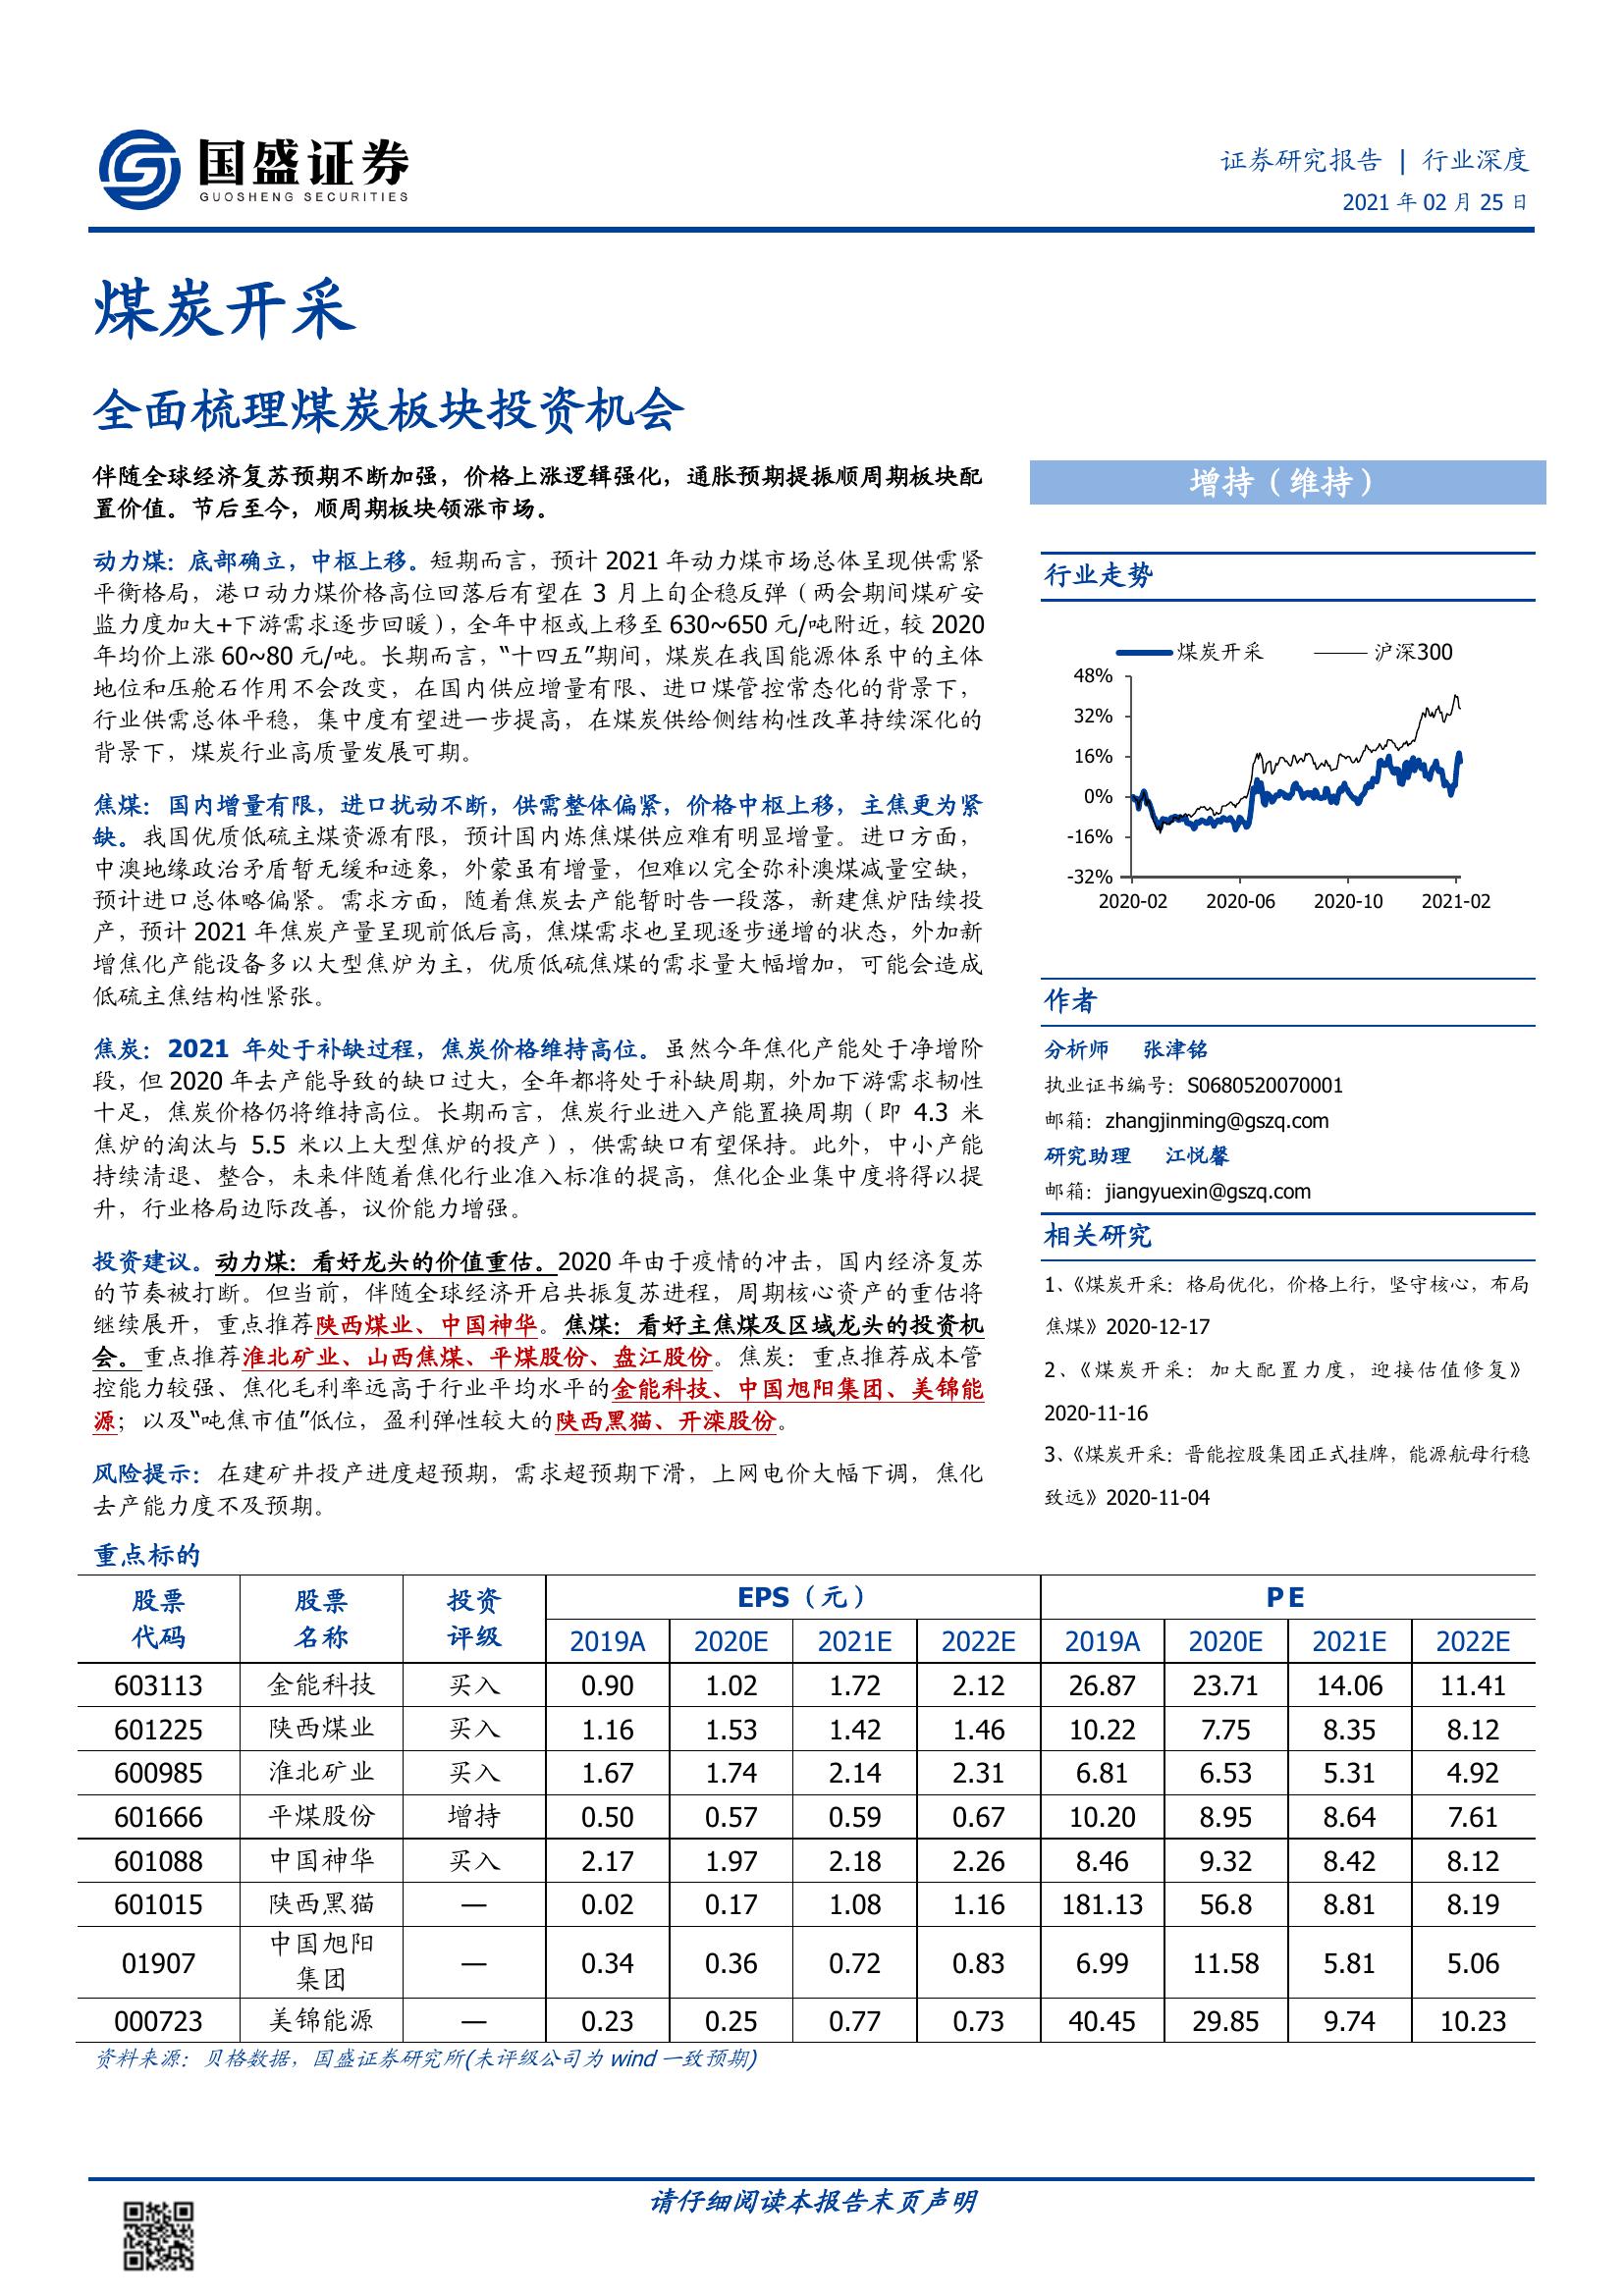 国盛证券
GUOSHENG SECURITIES
证券研究报告 | 行业深度
2021 年 02 月 25 日
煤炭开采
全面梳理煤炭板块投资机会
伴随全球经济复苏预期不断加强，价格上涨逻辑强化，通胀预期提振顺周期板块配
置价值。节后至今，顺周期板块领涨市场。
动力煤：底部确立，中枢上移。短期而言，预计 2021 年动力煤市场总体呈现供需紧
平衡格局，港口动力煤价格高位回落后有望在 3 月上旬企稳反弹（两会期间煤矿安
监力度加大+下游需求逐步回暖），全年中枢或上移至 630~650 元/吨附近，较 2020
年均价上涨 60~80 元/吨。长期而言，“十四五”期间，煤炭在我国能源体系中的主体
地位和压舱石作用不会改变，在国内供应增量有限、进口煤管控常态化的背景下，
行业供需总体平稳，集中度有望进一步提高，在煤炭供给侧结构性改革持续深化的
背景下，煤炭行业高质量发展可期。
焦煤：国内增量有限，进口扰动不断，供需整体偏紧，价格中枢上移，主焦更为紧
缺。我国优质低硫主煤资源有限，预计国内炼焦煤供应难有明显增量。进口方面，
中澳地缘政治矛盾暂无缓和迹象，外蒙虽有增量，但难以完全弥补澳煤减量空缺，
预计进口总体略偏紧。需求方面，随着焦炭去产能暂时告一段落，新建焦炉陆续投
产，预计 2021 年焦炭产量呈现前低后高，焦煤需求也呈现逐步递增的状态，外加新
增焦化产能设备多以大型焦炉为主，优质低硫焦煤的需求量大幅增加，可能会造成
低硫主焦结构性紧张。
焦炭：2021 年处于补缺过程，焦炭价格维持高位。虽然今年焦化产能处于净增阶
段，但 2020 年去产能导致的缺口过大，全年都将处于补缺周期，外加下游需求韧性
十足，焦炭价格仍将维持高位。长期而言，焦炭行业进入产能置换周期（即 4.3 米
焦炉的淘汰与 5.5 米以上大型焦炉的投产），供需缺口有望保持。此外，中小产能
持续清退、整合，未来伴随着焦化行业准入标准的提高，焦化企业集中度将得以提
升，行业格局边际改善，议价能力增强。
投资建议。动力煤：看好龙头的价值重估。2020 年由于疫情的冲击，国内经济复苏
的节奏被打断。但当前，伴随全球经济开启共振复苏进程，周期核心资产的重估将
继续展开，重点推荐陕西煤业、中国神华。焦煤：看好主焦煤及区域龙头的投资机
会。重点推荐淮北矿业、山西焦煤、平煤股份、盘江股份。焦炭：重点推荐成本管
控能力较强、焦化毛利率远高于行业平均水平的金能科技、中国旭阳集团、美锦能
源；以及“吨焦市值”低位，盈利弹性较大的陕西黑猫、开滦股份。
风险提示：在建矿井投产进度超预期，需求超预期下滑，上网电价大幅下调，焦化
去产能力度不及预期。
增持（维持）
行业走势
煤炭开采 沪深300
48%
32%
16%
0%
-16%
-32%
2020-02 2020-06 2020-10 2021-02
作者
分析师 张津铭
执业证书编号：S0680520070001
邮箱：zhangjinming@gszq.com
研究助理 江悦馨
邮箱：jiangyuexin@gszq.com
相关研究
1、《煤炭开采：格局优化，价格上行，坚守核心，布局
焦煤》2020-12-17
2、《煤炭开采：加大配置力度，迎接估值修复》
2020-11-16
3、《煤炭开采：晋能控股集团正式挂牌，能源航母行稳
致远》2020-11-04
重点标的
股票 股票 投资 EPS（元） PE
代码 名称 评级 2019A 2020E 2021E 2022E 2019A 2020E 2021E 2022E
603113 金能科技 买入 0.90 1.02 1.72 2.12 26.87 23.71 14.06 11.41
601225 陕西煤业 买入 1.16 1.53 1.42 1.46 10.22 7.75 8.35 8.12
600985 淮北矿业 买入 1.67 1.74 2.14 2.31 6.81 6.53 5.31 4.92
601666 平煤股份 增持 0.50 0.57 0.59 0.67 10.20 8.95 8.64 7.61
601088 中国神华 买入 2.17 1.97 2.18 2.26 8.46 9.32 8.42 8.12
601015 陕西黑猫 — 0.02 0.17 1.08 1.16 181.13 56.8 8.81 8.19
01907 中国旭阳集团 — 0.34 0.36 0.72 0.83 6.99 11.58 5.81 5.06
000723 美锦能源 — 0.23 0.25 0.77 0.73 40.45 29.85 9.74 10.23
资料来源：贝格数据，国盛证券研究所(未评级公司为 wind 一致预期)
请仔细阅读本报告末页声明